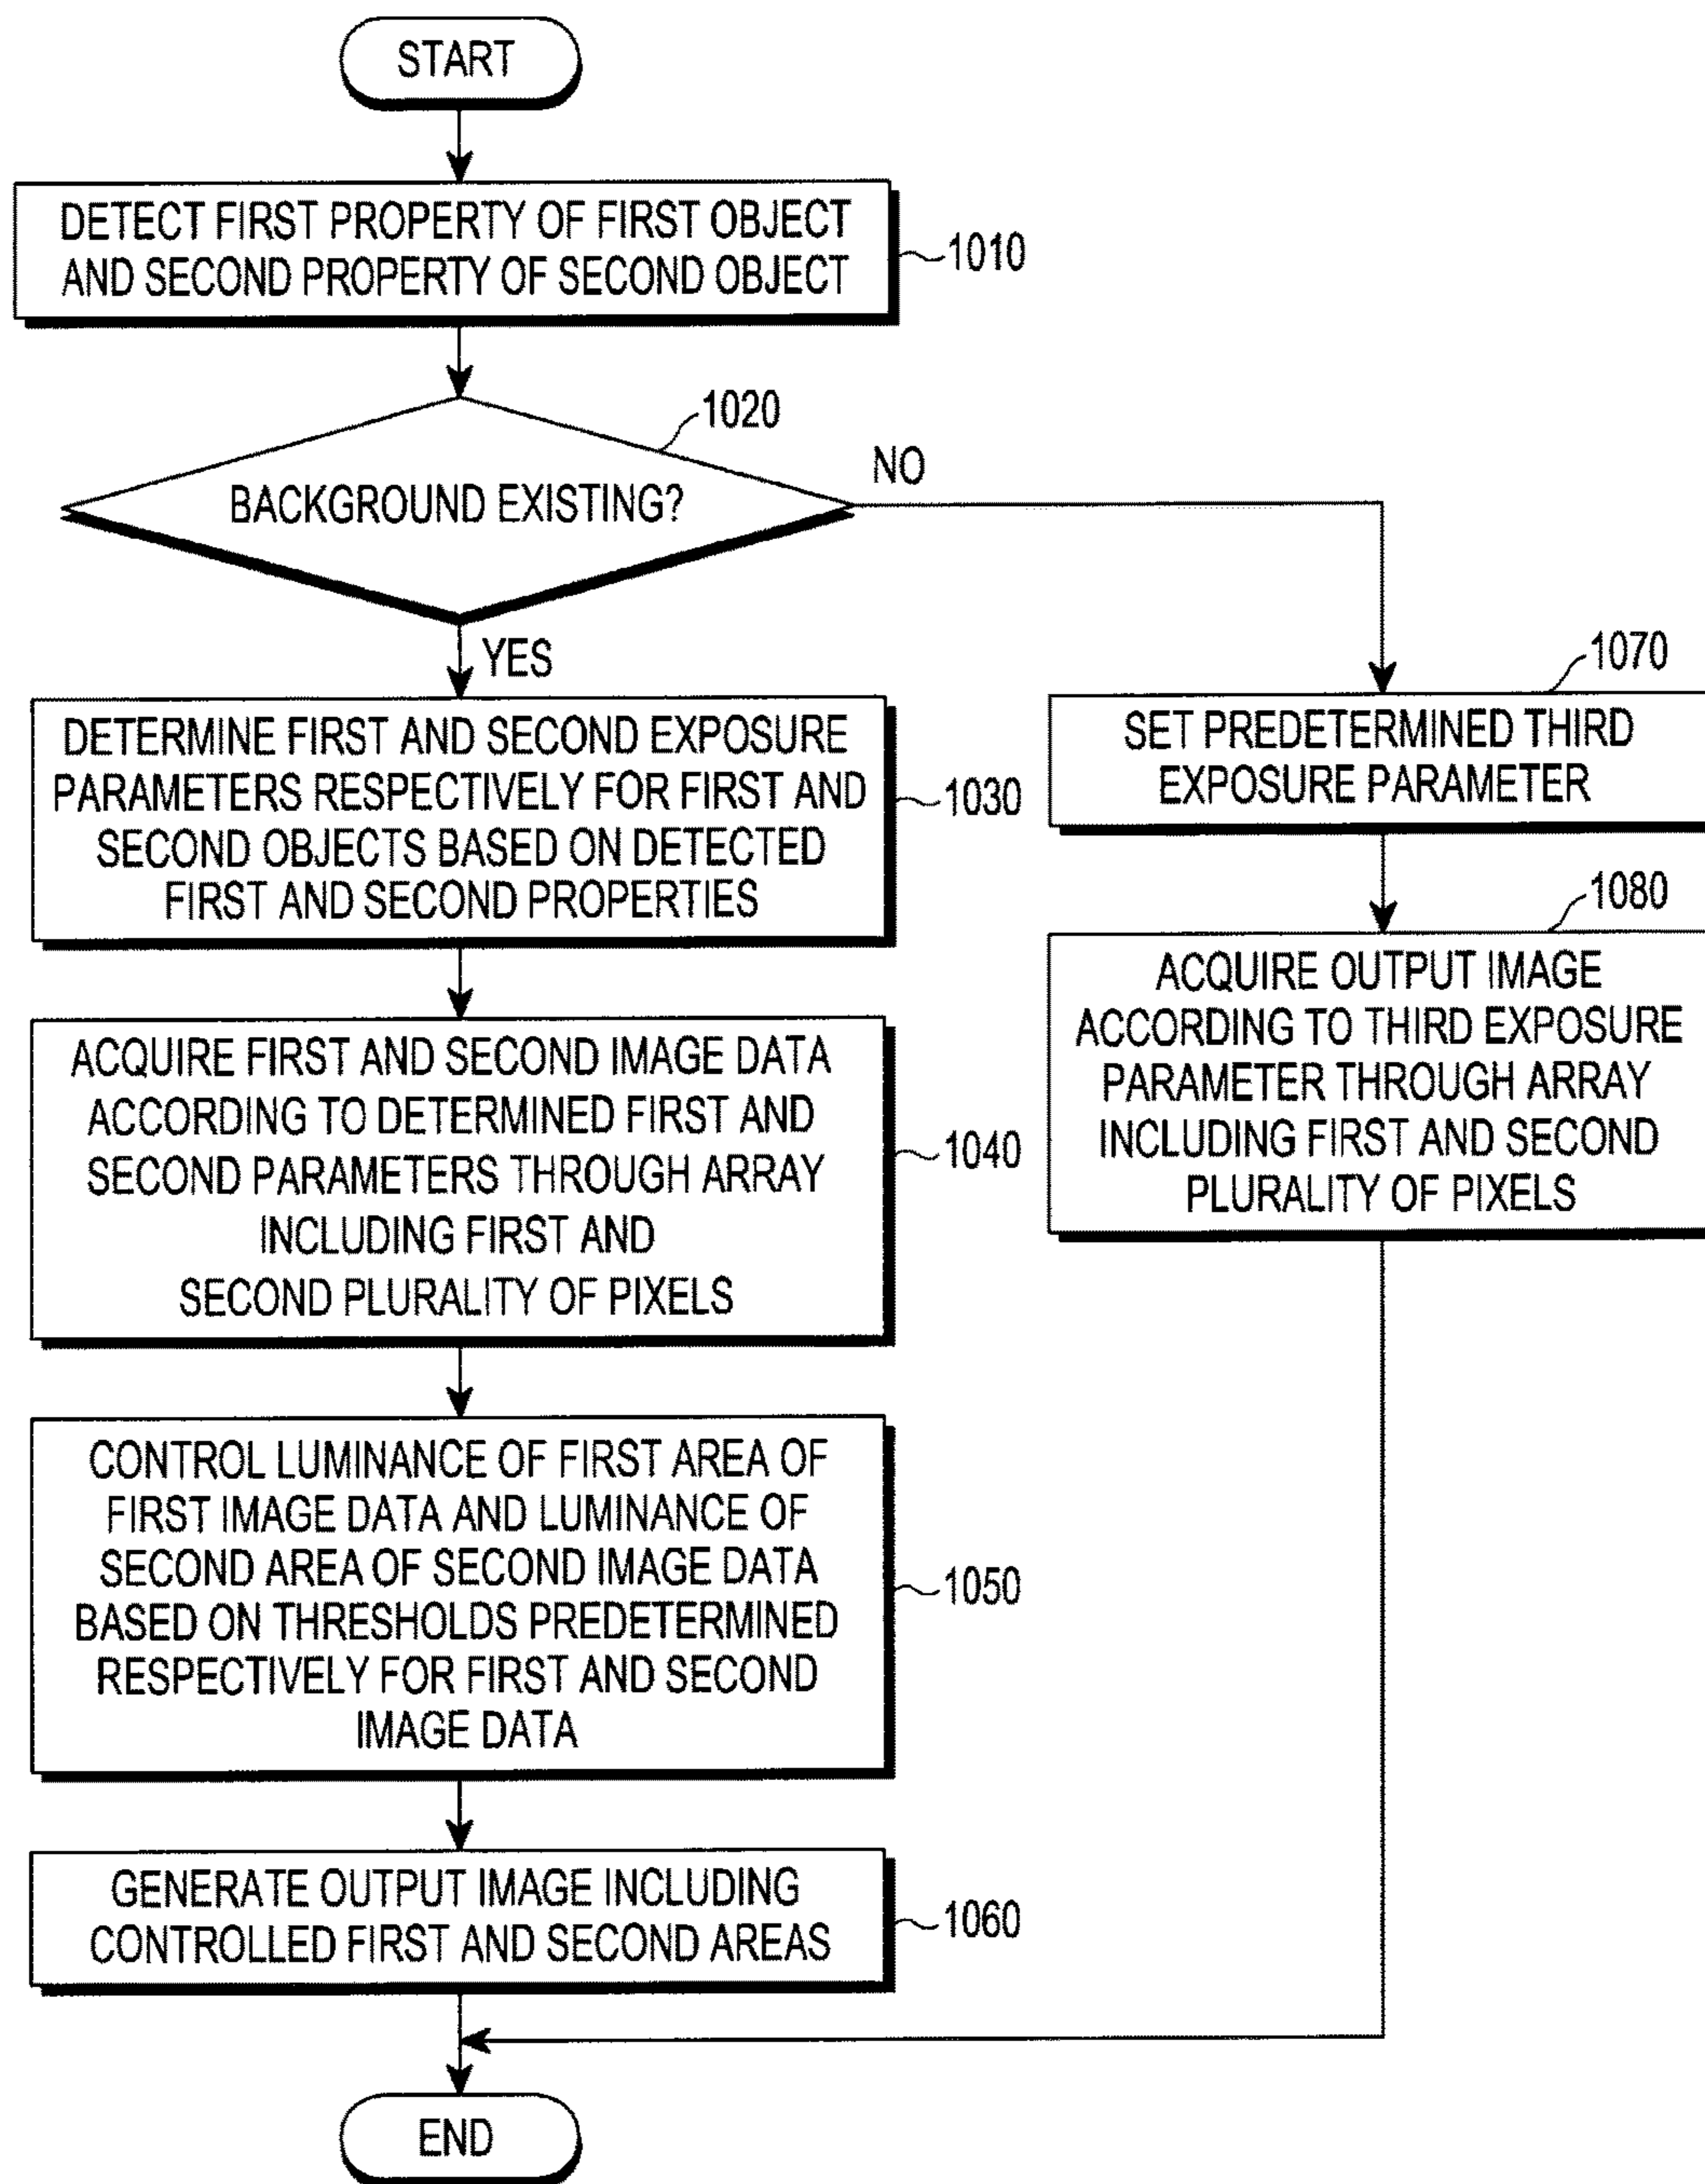 START
DETECT FIRST PROPERTY OF FIRST OBJECT
AND SECOND PROPERTY OF SECOND OBJECT
1010
1020
BACKGROUND EXISTING?
NO
YES
DETERMINE FIRST AND SECOND EXPOSURE
PARAMETERS RESPECTIVELY FOR FIRST AND
SECOND OBJECTS BASED ON DETECTED
FIRST AND SECOND PROPERTIES
1030
ACQUIRE FIRST AND SECOND IMAGE DATA
ACCORDING TO DETERMINED FIRST AND
SECOND PARAMETERS THROUGH ARRAY
INCLUDING FIRST AND
SECOND PLURALITY OF PIXELS
1040
CONTROL LUMINANCE OF FIRST AREA OF
FIRST IMAGE DATA AND LUMINANCE OF
SECOND AREA OF SECOND IMAGE DATA
BASED ON THRESHOLDS PREDETERMINED
RESPECTIVELY FOR FIRST AND SECOND
IMAGE DATA
1050
GENERATE OUTPUT IMAGE INCLUDING
CONTROLLED FIRST AND SECOND AREAS
1060
1070
SET PREDETERMINED THIRD
EXPOSURE PARAMETER
1080
ACQUIRE OUTPUT IMAGE
ACCORDING TO THIRD EXPOSURE
PARAMETER THROUGH ARRAY
INCLUDING FIRST AND SECOND
PLURALITY OF PIXELS
END